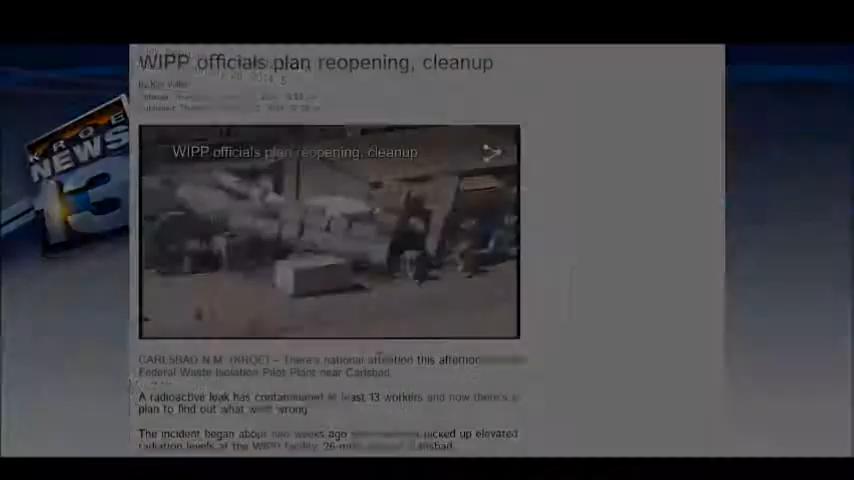 WIPP officials plan reopening, cleanup
KRQE
NEWS
13
WIPP officials plan reopening, cleanup
CARLSBAD N.M. (KRQE) – There's national attention this afternoon
Federal Waste Isolation Pilot Plant near Carlsbad.
A radioactive leak has contaminated at least 13 workers and now there's a
plan to find out what went wrong.
The incident began about two weeks ago picked up elevated
radiation levels at the WIPP facility, 26 miles Carlsbad.